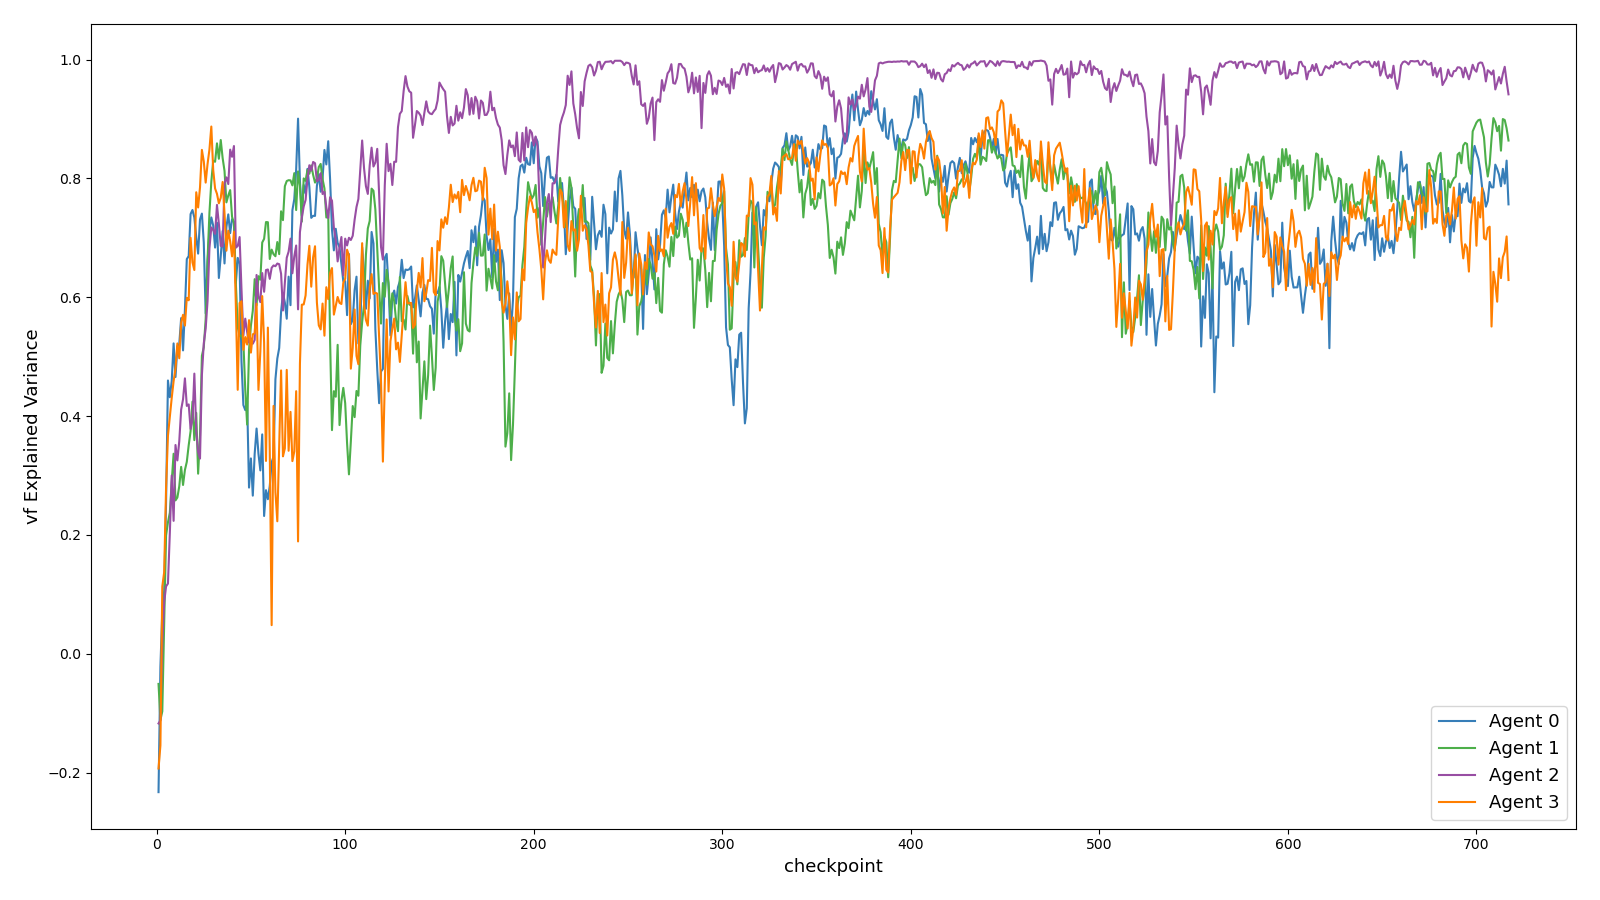 1.0
0.8
0.6
0.4
0.2
0.0
−0.2
vf Explained Variance
0 100 200 300 400 500 600 700
checkpoint
Agent 0
Agent 1
Agent 2
Agent 3